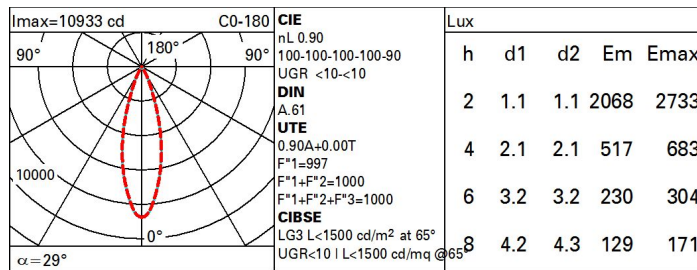 Imax=10933 cd C0-180
90° 180° 90°
10000
0°
α=29°
CIE
nL 0.90
100-100-100-100-90
UGR <10-<10
DIN
A.61
UTE
0.90A+0.00T
F"1=997
F"1+F"2=1000
F"1+F"2+F"3=1000
CIBSE
LG3 L<1500 cd/m² at 65°
UGR<10 | L<1500 cd/mq @65°
Lux
h d1 d2 Em Emax
2 1.1 1.1 2068 2733
4 2.1 2.1 517 683
6 3.2 3.2 230 304
8 4.2 4.3 129 171